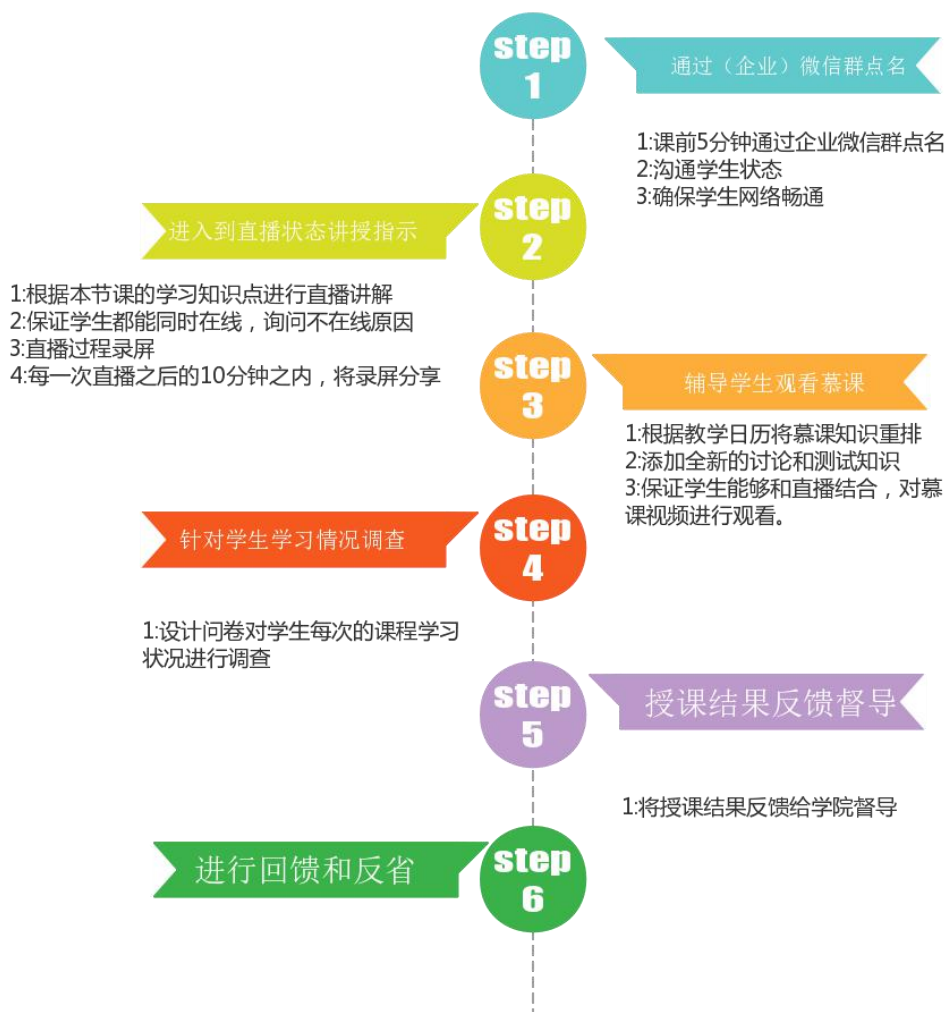 step
1
通过（企业）微信群点名
1:课前5分钟通过企业微信群点名
2:沟通学生状态
3:确保学生网络畅通
step
2
进入到直播状态讲授指示
1:根据本节课的学习知识点进行直播讲解
2:保证学生都能同时在线，询问不在线原因
3:直播过程录屏
4:每一次直播之后的10分钟之内，将录屏分享
step
3
辅导学生观看慕课
1:根据教学日历将慕课知识重排
2:添加全新的讨论和测试知识
3:保证学生能够和直播结合，对慕
课视频进行观看。
step
4
针对学生学习情况调查
1:设计问卷对学生每次的课程学习
状况进行调查
step
5
授课结果反馈督导
1:将授课结果反馈给学院督导
step
6
进行回馈和反省